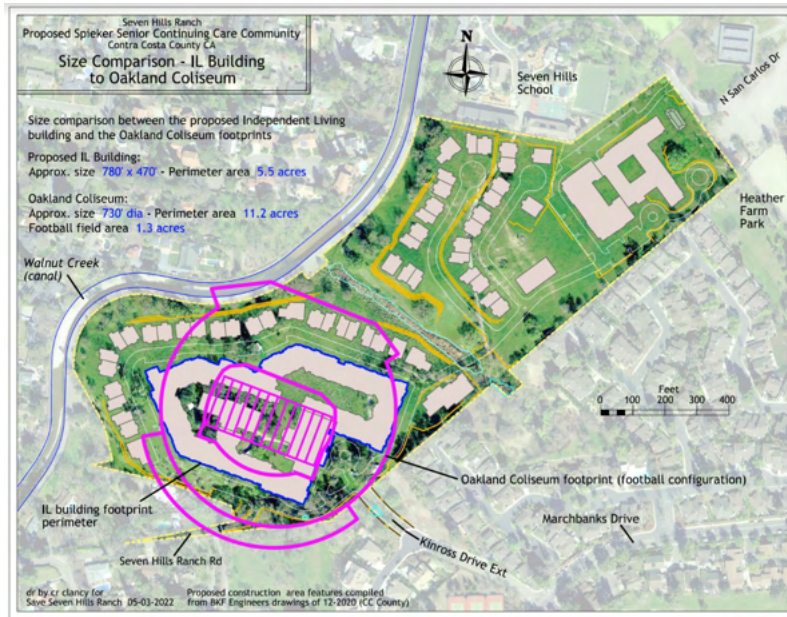 Seven Hills Ranch
Proposed Spieker Senior Continuing Care Community
Contra Costa County CA
Size Comparison - IL Building
to Oakland Coliseum
N
Seven Hills
School
N San Carlos Dr
Size comparison between the proposed Independent Living
building and the Oakland Coliseum footprints
Proposed IL Building:
Approx. size 780' x 470' - Perimeter area 5.5 acres
Oakland Coliseum:
Approx. size 730' dia - Perimeter area 11.2 acres
Football field area 1.3 acres
Heather
Farm
Park
Walnut Creek
(canal)
Feet
0 100 200 300 400
Oakland Coliseum footprint (football configuration)
IL building footprint
perimeter
Marchbanks Drive
Kinross Drive Ext
Seven Hills Ranch Rd
dr by cr clancy for
Save Seven Hills Ranch 05-03-2022
Proposed construction area features compiled
from BKF Engineers drawings of 12-2020 (CC County)